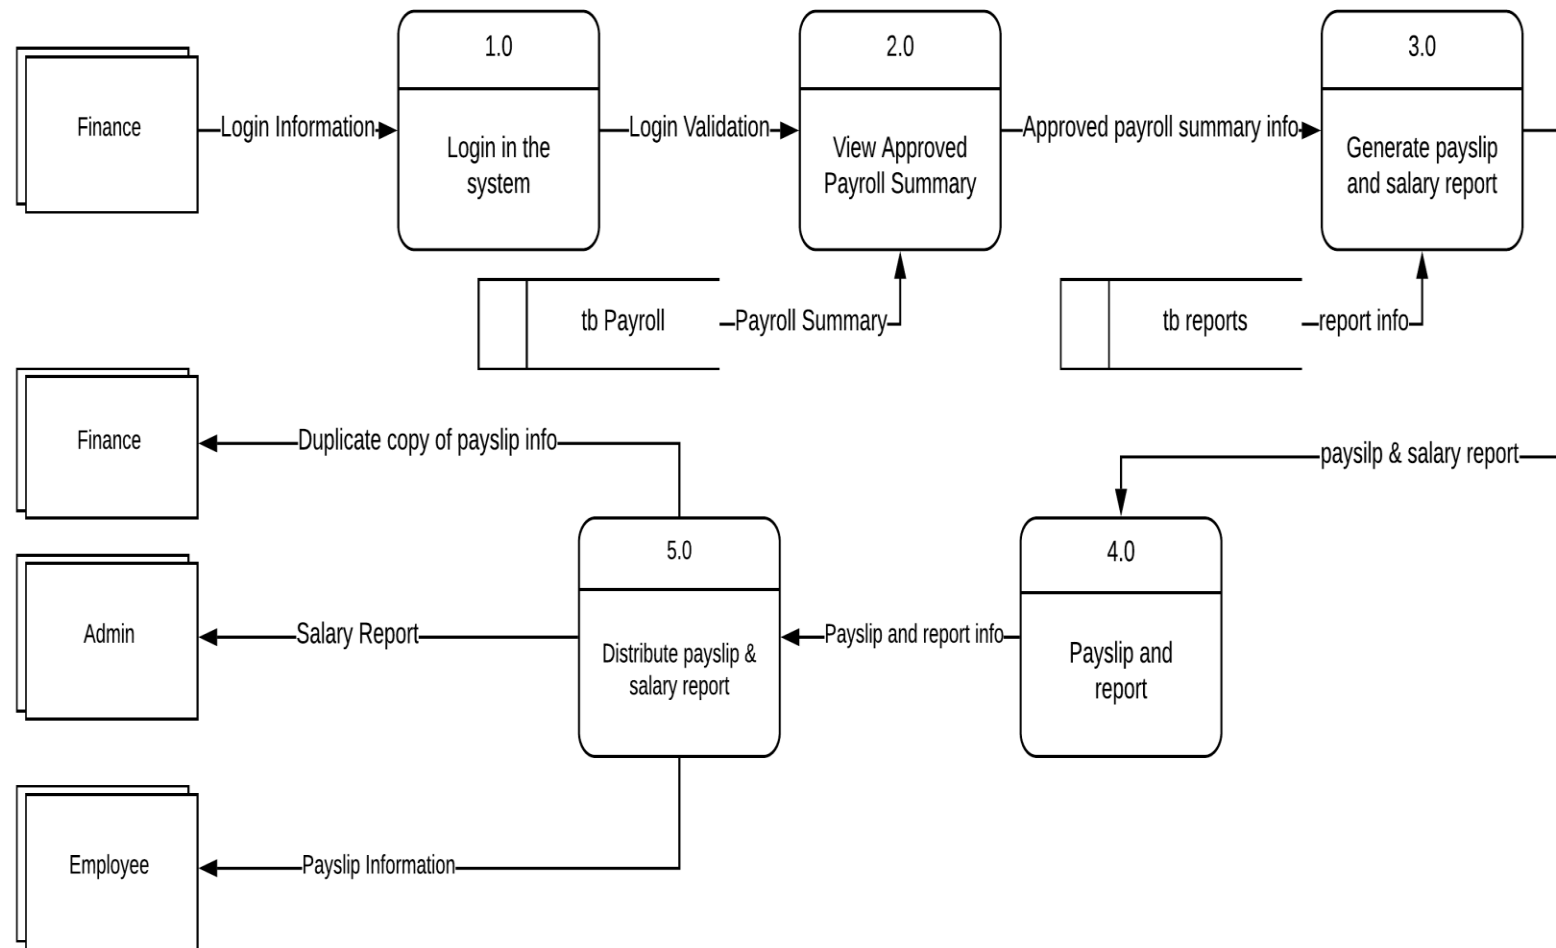 Finance
Login Information
1.0
Login in the
system
Login Validation
2.0
View Approved
Payroll Summary
Approved payroll summary info
3.0
Generate payslip
and salary report
tb Payroll
Payroll Summary
tb reports
report info
Finance
Duplicate copy of payslip info
paysilp & salary report
5.0
Distribute payslip &
salary report
4.0
Payslip and
report
Payslip and report info
Admin
Salary Report
Employee
Payslip Information